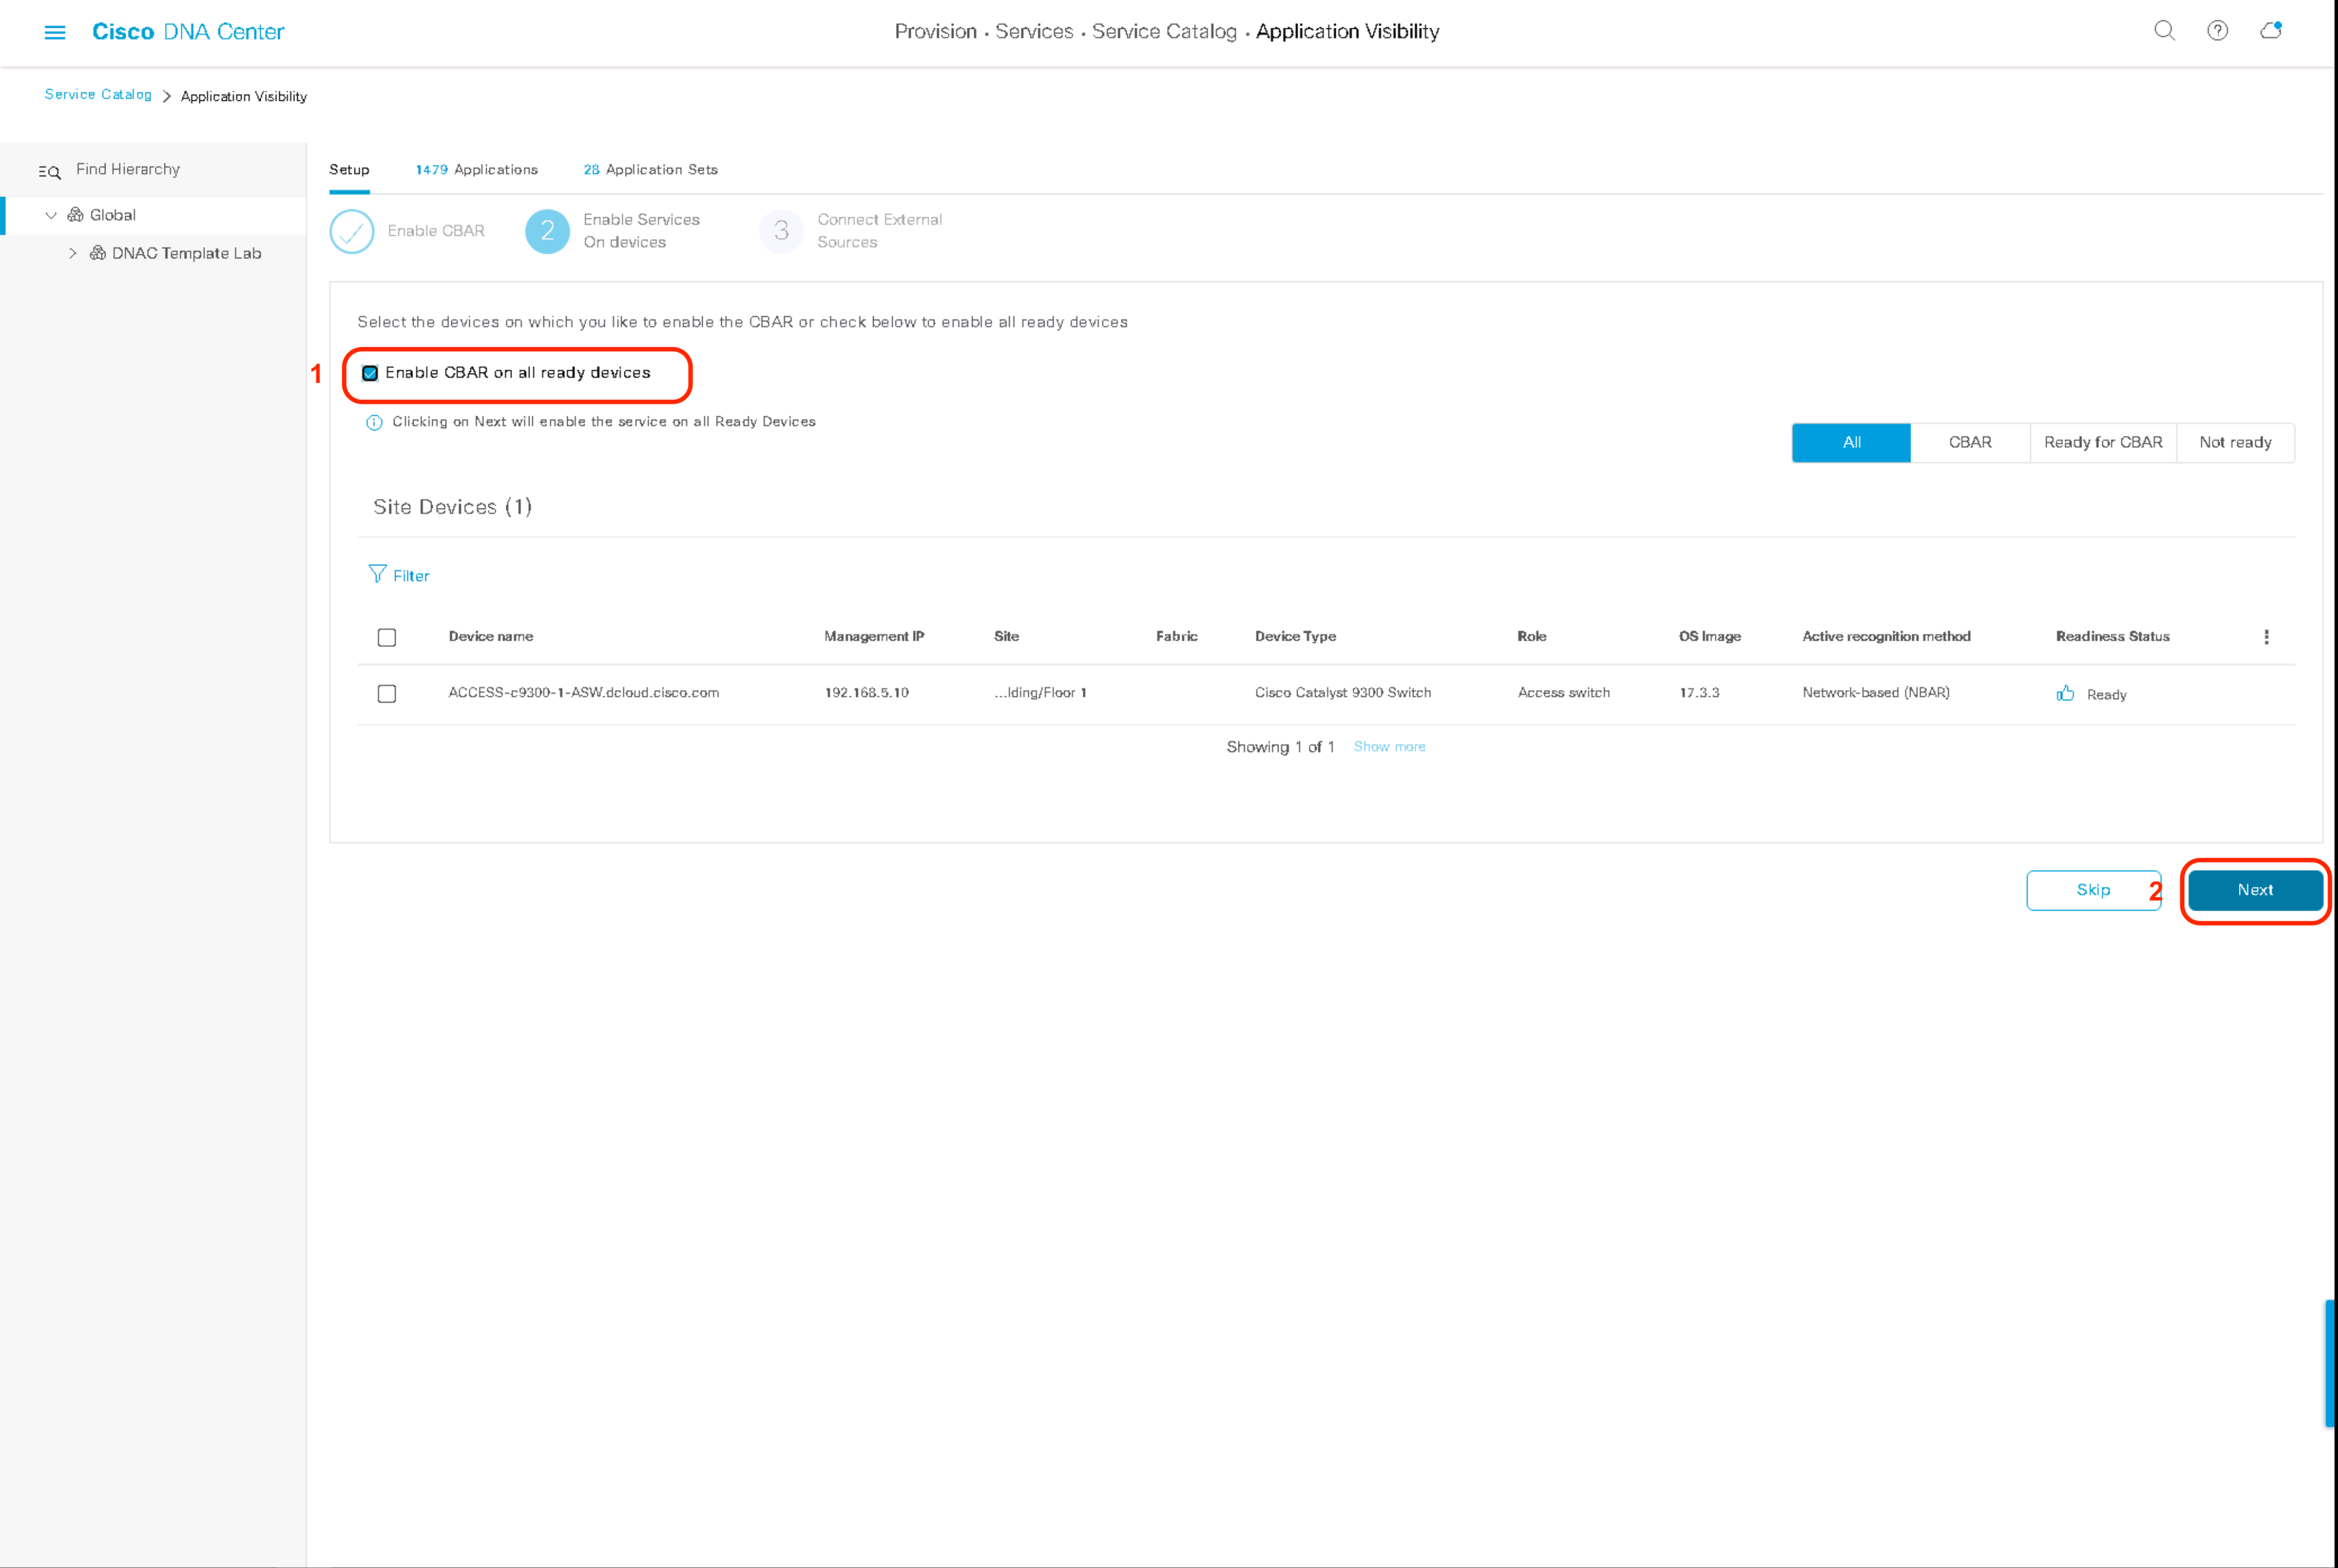 Cisco DNA Center
Provision • Services • Service Catalog • Application Visibility
Service Catalog > Application Visibility
Find Hierarchy
Global
DNAC Template Lab
Setup 1479 Applications 28 Application Sets
Enable CBAR
2 Enable Services
On devices
3 Connect External
Sources
Select the devices on which you like to enable the CBAR or check below to enable all ready devices
1 Enable CBAR on all ready devices
Clicking on Next will enable the service on all Ready Devices
All CBAR Ready for CBAR Not ready
Site Devices (1)
Filter
Device name Management IP Site Fabric Device Type Role OS Image Active recognition method Readiness Status
ACCESS-c9300-1-ASW.dcloud.cisco.com 192.168.5.10 ...lding/Floor 1 Cisco Catalyst 9300 Switch Access switch 17.3.3 Network-based (NBAR) Ready
Showing 1 of 1 Show more
Skip 2 Next